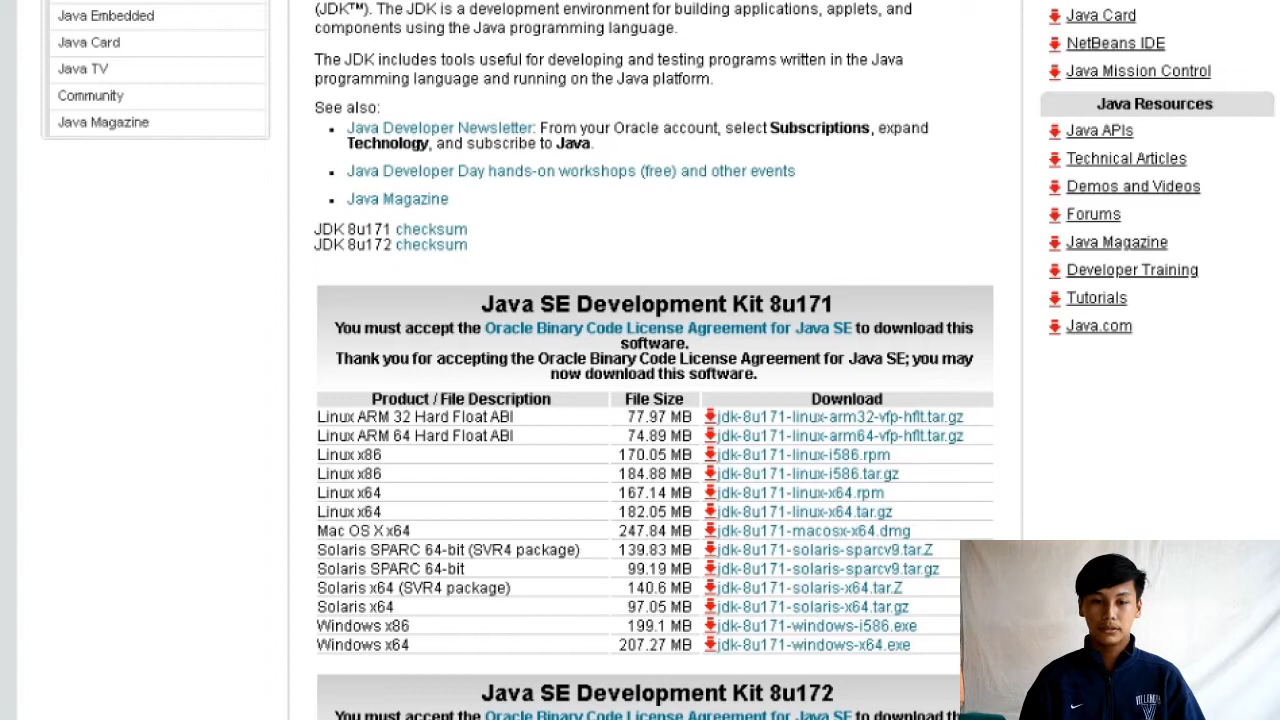 Java Embedded
Java Card
Java TV
Community
Java Magazine
(JDK™). The JDK is a development environment for building applications, applets, and
components using the Java programming language.
The JDK includes tools useful for developing and testing programs written in the Java
programming language and running on the Java platform.
See also:
Java Developer Newsletter: From your Oracle account, select Subscriptions, expand
Technology, and subscribe to Java.
Java Developer Day hands-on workshops (free) and other events
Java Magazine
JDK 8u171 checksum
JDK 8u172 checksum
Java SE Development Kit 8u171
You must accept the Oracle Binary Code License Agreement for Java SE to download this
software.
Thank you for accepting the Oracle Binary Code License Agreement for Java SE; you may
now download this software.
Product / File Description File Size Download
Linux ARM 32 Hard Float ABI 77.97 MB jdk-8u171-linux-arm32-vfp-hflt.tar.gz
Linux ARM 64 Hard Float ABI 74.89 MB jdk-8u171-linux-arm64-vfp-hflt.tar.gz
Linux x86 170.05 MB jdk-8u171-linux-i586.rpm
Linux x86 184.88 MB jdk-8u171-linux-i586.tar.gz
Linux x64 167.14 MB jdk-8u171-linux-x64.rpm
Linux x64 182.05 MB jdk-8u171-linux-x64.tar.gz
Mac OS X x64 247.84 MB jdk-8u171-macosx-x64.dmg
Solaris SPARC 64-bit (SVR4 package) 139.83 MB jdk-8u171-solaris-sparcv9.tar.Z
Solaris SPARC 64-bit 99.19 MB jdk-8u171-solaris-sparcv9.tar.gz
Solaris x64 (SVR4 package) 140.6 MB jdk-8u171-solaris-x64.tar.Z
Solaris x64 97.05 MB jdk-8u171-solaris-x64.tar.gz
Windows x86 199.1 MB jdk-8u171-windows-i586.exe
Windows x64 207.27 MB jdk-8u171-windows-x64.exe
Java SE Development Kit 8u172
You must accept the Oracle Binary Code License Agreement for Java SE to download
Java Card
NetBeans IDE
Java Mission Control
Java Resources
Java APIs
Technical Articles
Demos and Videos
Forums
Java Magazine
Developer Training
Tutorials
Java.com